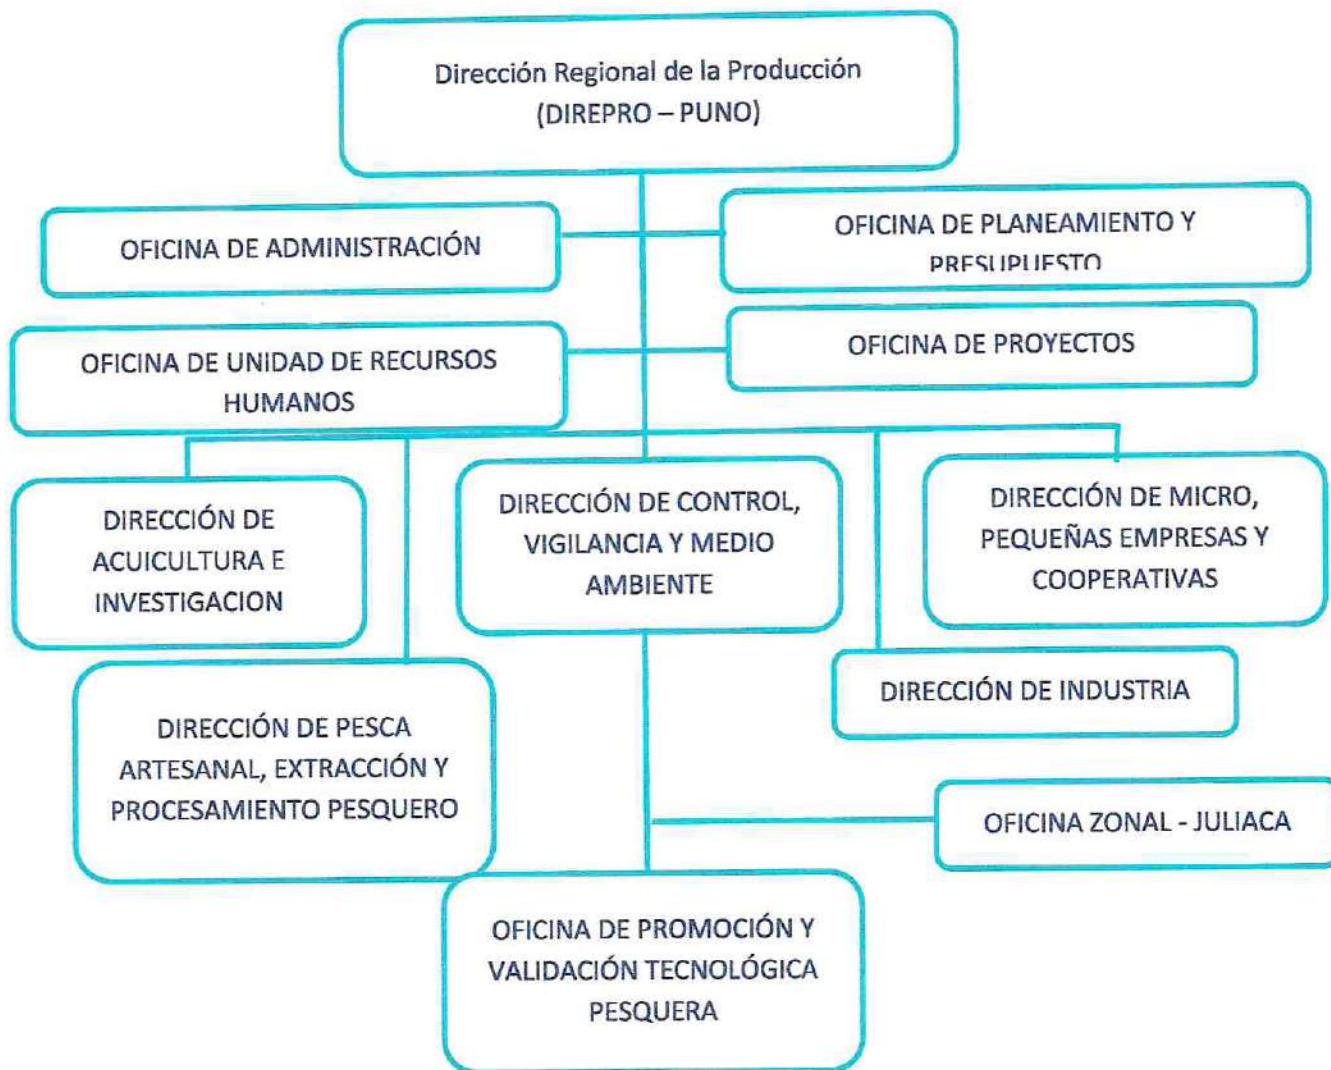 Dirección Regional de la Producción
(DIREPRO – PUNO)
OFICINA DE ADMINISTRACIÓN
OFICINA DE PLANEAMIENTO Y
PRESUPUESTO
OFICINA DE UNIDAD DE RECURSOS
HUMANOS
OFICINA DE PROYECTOS
DIRECCIÓN DE
ACUICULTURA E
INVESTIGACION
DIRECCIÓN DE CONTROL,
VIGILANCIA Y MEDIO
AMBIENTE
DIRECCIÓN DE MICRO,
PEQUEÑAS EMPRESAS Y
COOPERATIVAS
DIRECCIÓN DE PESCA
ARTESANAL, EXTRACCIÓN Y
PROCESAMIENTO PESQUERO
DIRECCIÓN DE INDUSTRIA
OFICINA ZONAL - JULIACA
OFICINA DE PROMOCIÓN Y
VALIDACIÓN TECNOLÓGICA
PESQUERA